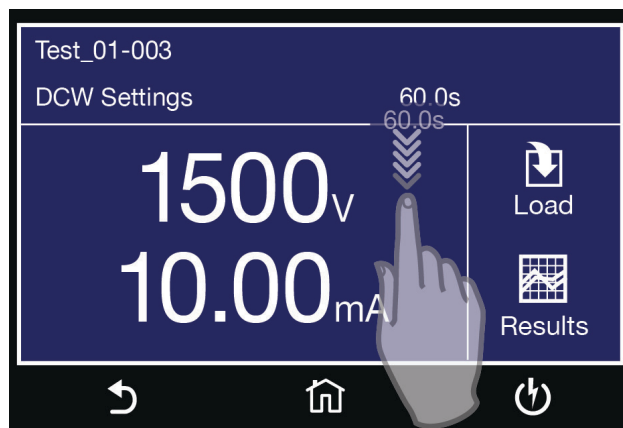 Test_01-003
DCW Settings 60.0s
60.0s
1500V
Load
10.00mA
Results